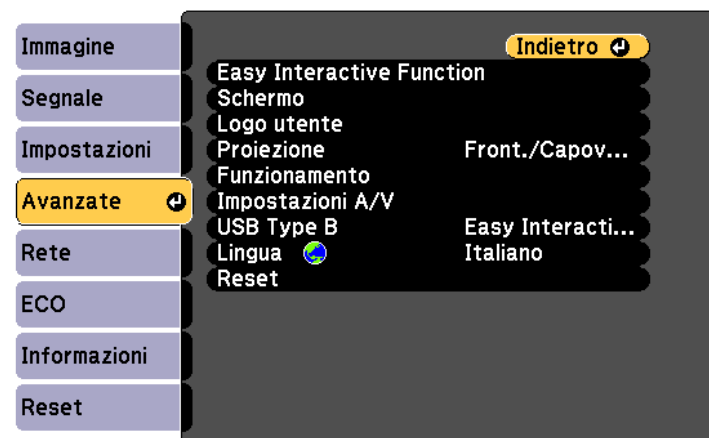 Immagine
Segnale
Impostazioni
Avanzate
Rete
ECO
Informazioni
Reset
Indietro
Easy Interactive Function
Schermo
Logo utente
Proiezione Front./Capov...
Funzionamento
Impostazioni A/V
USB Type B Easy Interacti...
Lingua Italiano
Reset